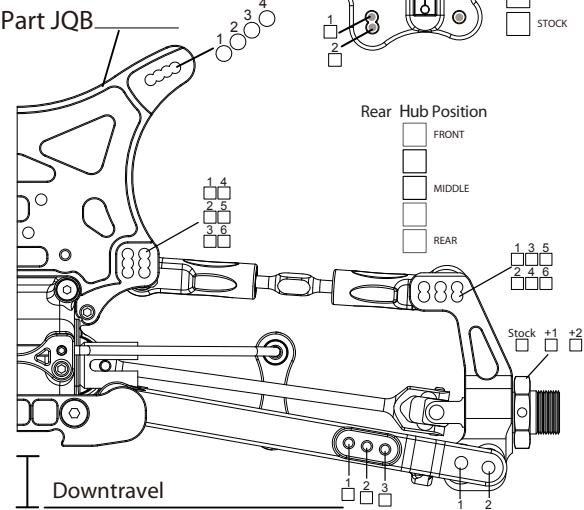 Part JQB
1 2 3 4
1
2
STOCK
Rear Hub Position
FRONT
MIDDLE
REAR
1 4
2 5
3 6
1 3 5
2 4 6
Stock +1 +2
1 2 3
1 2
Downtravel